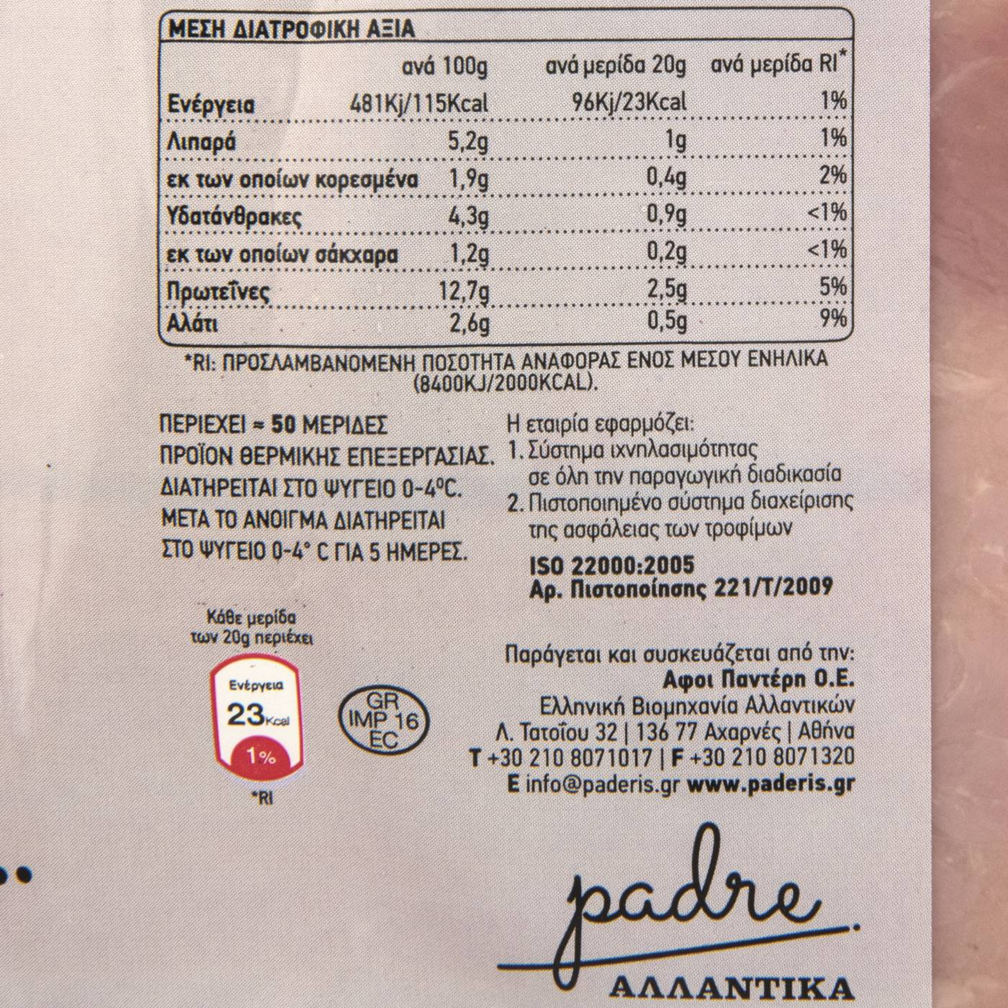 ΜΕΣΗ ΔΙΑΤΡΟΦΙΚΗ ΑΞΙΑ
ανά 100g ανά μερίδα 20g ανά μερίδα RI*
Ενέργεια 481Kj/115Kcal 96Kj/23Kcal 1%
Λιπαρά 5,2g 1g 1%
εκ των οποίων κορεσμένα 1,9g 0,4g 2%
Υδατάνθρακες 4,3g 0,9g <1%
εκ των οποίων σάκχαρα 1,2g 0,2g <1%
Πρωτεΐνες 12,7g 2,5g 5%
Αλάτι 2,6g 0,5g 9%
*RI: ΠΡΟΣΛΑΜΒΑΝΟΜΕΝΗ ΠΟΣΟΤΗΤΑ ΑΝΑΦΟΡΑΣ ΕΝΟΣ ΜΕΣΟΥ ΕΝΗΛΙΚΑ
(8400KJ/2000KCAL).
ΠΕΡΙΕΧΕΙ ≈ 50 ΜΕΡΙΔΕΣ
ΠΡΟΪΟΝ ΘΕΡΜΙΚΗΣ ΕΠΕΞΕΡΓΑΣΙΑΣ.
ΔΙΑΤΗΡΕΙΤΑΙ ΣΤΟ ΨΥΓΕΙΟ 0-4°C.
ΜΕΤΑ ΤΟ ΑΝΟΙΓΜΑ ΔΙΑΤΗΡΕΙΤΑΙ
ΣΤΟ ΨΥΓΕΙΟ 0-4° C ΓΙΑ 5 ΗΜΕΡΕΣ.
Η εταιρία εφαρμόζει:
1. Σύστημα ιχνηλασιμότητας
σε όλη την παραγωγική διαδικασία
2. Πιστοποιημένο σύστημα διαχείρισης
της ασφάλειας των τροφίμων
ISO 22000:2005
Αρ. Πιστοποίησης 221/T/2009
Κάθε μερίδα
των 20g περιέχει
Ενέργεια
23Kcal
1%
*RI
GR
IMP 16
EC
Παράγεται και συσκευάζεται από την:
Αφοι Παντέρη Ο.Ε.
Ελληνική Βιομηχανία Αλλαντικών
Λ. Τατοΐου 32 | 136 77 Αχαρνές | Αθήνα
T +30 210 8071017 | F +30 210 8071320
E info@paderis.gr www.paderis.gr
padre
ΑΛΛΑΝΤΙΚΑ